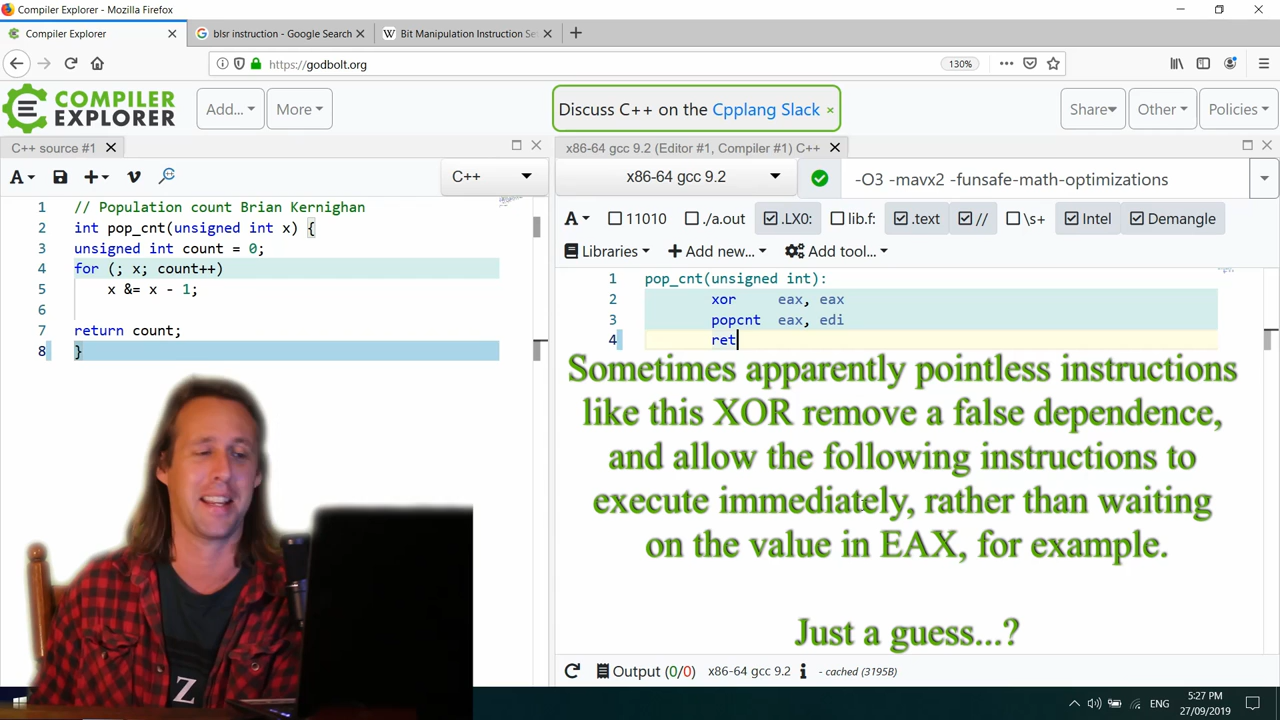 Compiler Explorer - Mozilla Firefox
Compiler Explorer
blsr instruction - Google Search
W Bit Manipulation Instruction Se
https://godbolt.org
130%
COMPILER
EXPLORER
Add...
More
Discuss C++ on the Cpplang Slack ×
Share
Other
Policies
C++ source #1
x86-64 gcc 9.2 (Editor #1, Compiler #1) C++
A
C++
x86-64 gcc 9.2
-O3 -mavx2 -funsafe-math-optimizations
A
11010
./a.out
.LX0:
lib.f:
.text
//
\s+
Intel
Demangle
Libraries
+ Add new...
Add tool...
1 // Population count Brian Kernighan
2 int pop_cnt(unsigned int x) {
3 unsigned int count = 0;
4 for (; x; count++)
5 x &= x - 1;
6
7 return count;
8 }
1 pop_cnt(unsigned int):
2 xor eax, eax
3 popcnt eax, edi
4 ret
Sometimes apparently pointless instructions
like this XOR remove a false dependence,
and allow the following instructions to
execute immediately, rather than waiting
on the value in EAX, for example.
Just a guess...?
Z
Output (0/0) x86-64 gcc 9.2 i - cached (3195B)
ENG
5:27 PM
27/09/2019